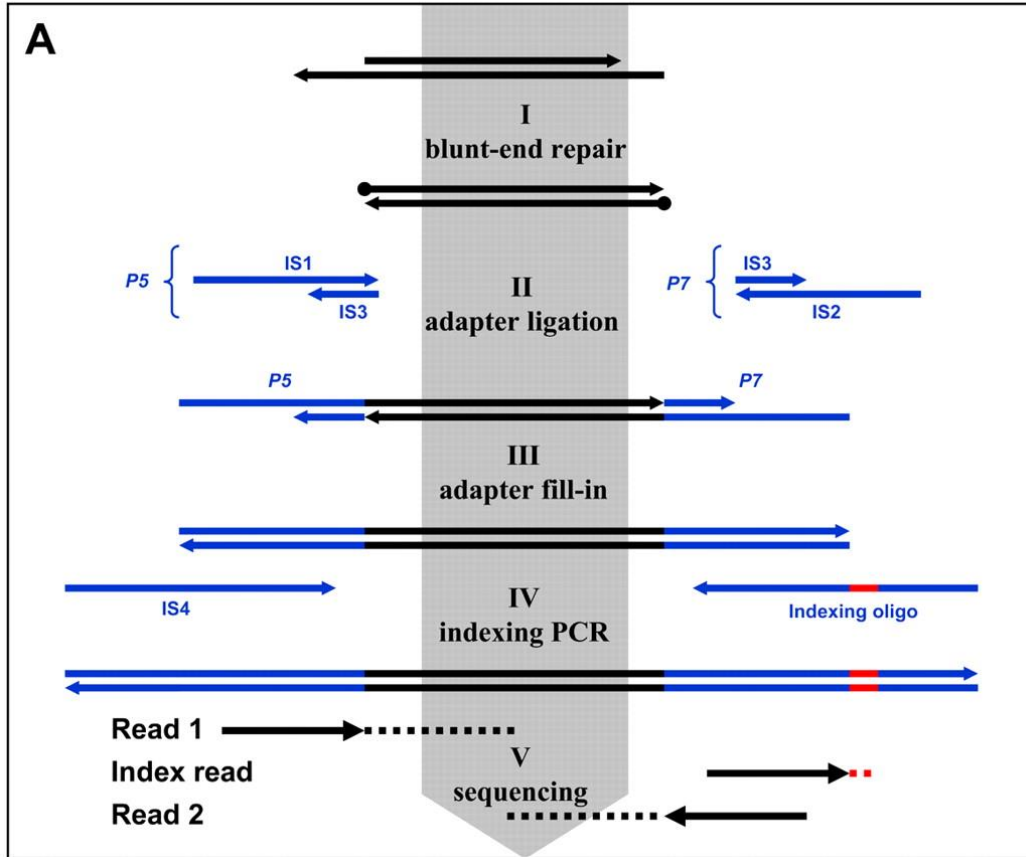 A
I
blunt-end repair
P5
IS1
IS3
II
adapter ligation
P7
IS3
IS2
P5
P7
III
adapter fill-in
IS4
IV
indexing PCR
Indexing oligo
Read 1
Index read
Read 2
V
sequencing